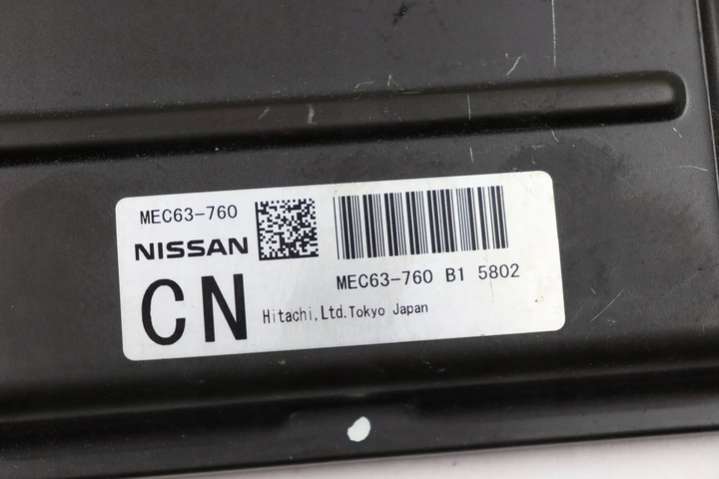 MEC63-760
NISSAN
MEC63-760 B1 5802
CN
Hitachi,Ltd.Tokyo Japan